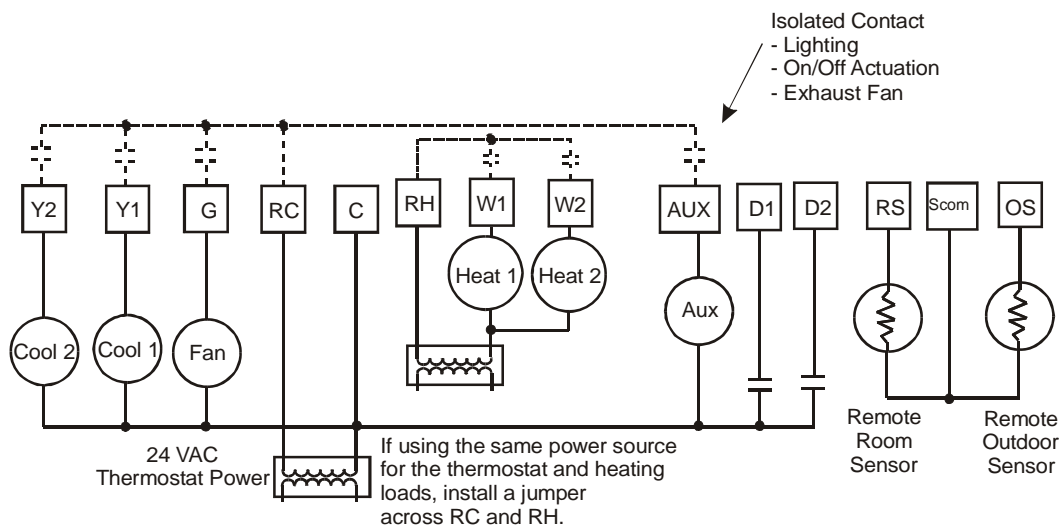 Isolated Contact
- Lighting
- On/Off Actuation
- Exhaust Fan
Y2
Y1
G
RC
C
RH
W1
W2
AUX
D1
D2
RS
Scom
OS
Heat 1
Heat 2
Aux
Cool 2
Cool 1
Fan
24 VAC
Thermostat Power
If using the same power source
for the thermostat and heating
loads, install a jumper
across RC and RH.
Remote
Room
Sensor
Remote
Outdoor
Sensor